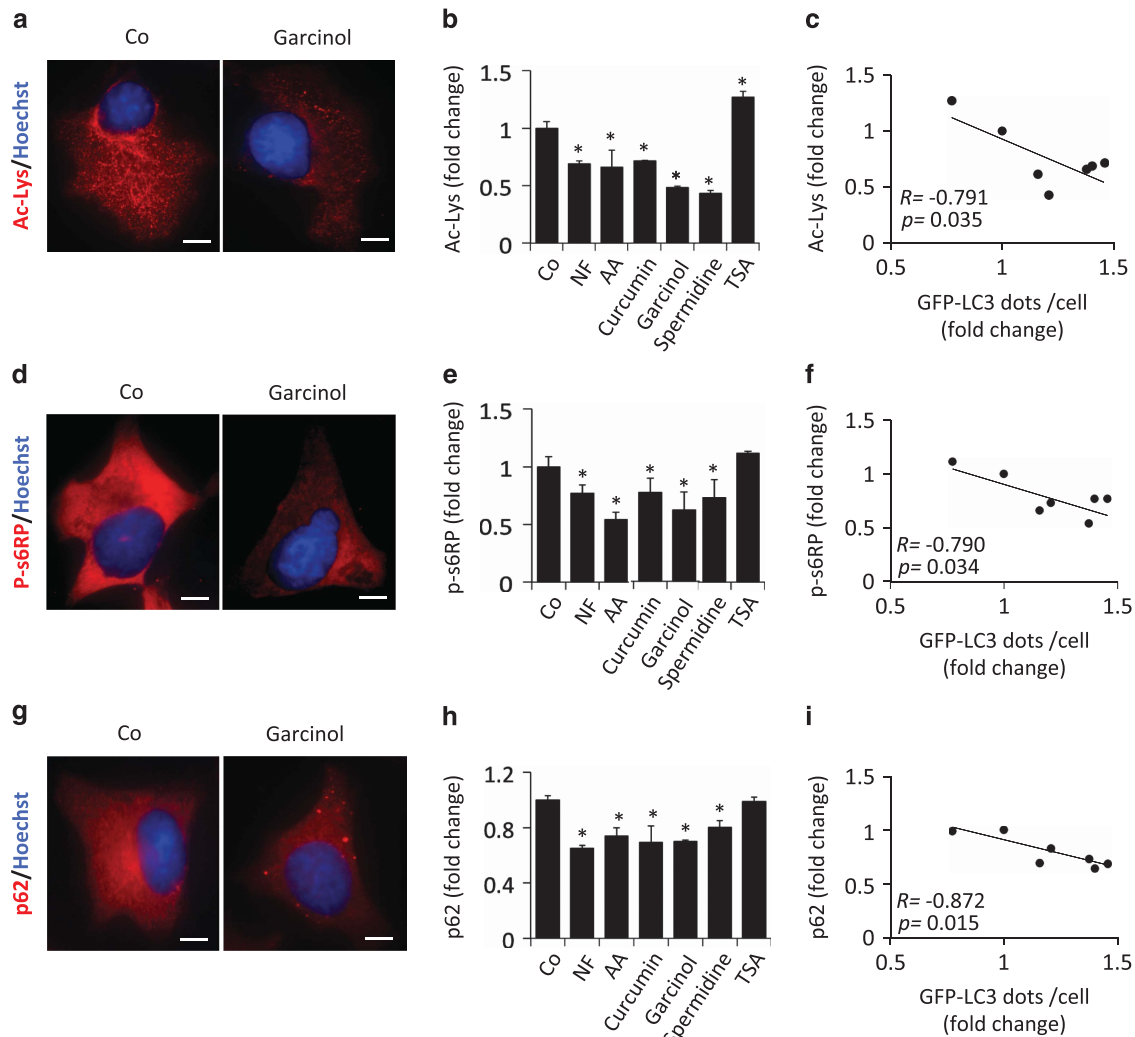 a
Co
Garcinol
Ac-Lys/Hoechst
b
Ac-Lys (fold change)
1.5
1
0.5
0
*
*
*
*
*
*
Co
NF
AA
Curcumin
Garcinol
Spermidine
TSA
c
Ac-Lys (fold change)
1.5
1
0.5
0
R= -0.791
p= 0.035
0.5
1
1.5
GFP-LC3 dots /cell
(fold change)
d
Co
Garcinol
P-s6RP/Hoechst
e
p-s6RP (fold change)
1.5
1
0.5
0
*
*
*
*
*
Co
NF
AA
Curcumin
Garcinol
Spermidine
TSA
f
p-s6RP (fold change)
1.5
1
0.5
0
R= -0.790
p= 0.034
0.5
1
1.5
GFP-LC3 dots /cell
(fold change)
g
Co
Garcinol
p62/Hoechst
h
p62 (fold change)
1.2
0.8
0.4
0
*
*
*
*
*
Co
NF
AA
Curcumin
Garcinol
Spermidine
TSA
i
p62 (fold change)
1.5
1
0.5
0
R= -0.872
p= 0.015
0.5
1
1.5
GFP-LC3 dots /cell
(fold change)